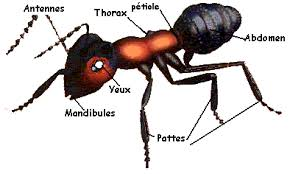 Antennes
Thorax
pétiole
Abdomen
Yeux
Mandibules
Pattes